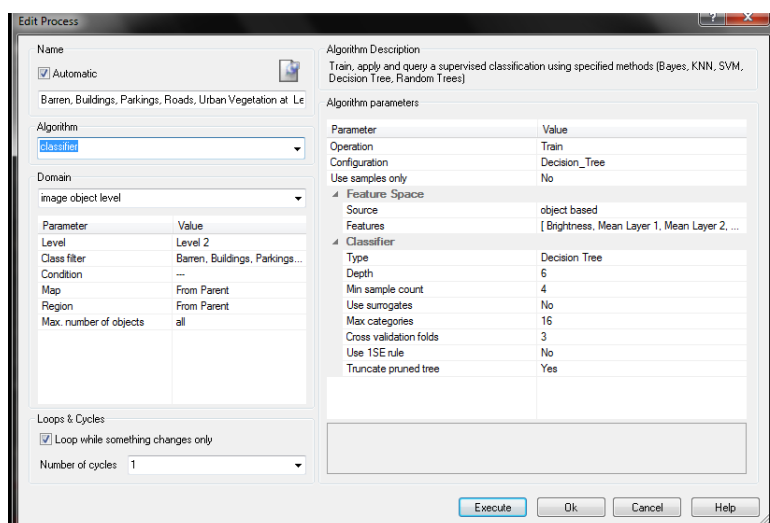 Edit Process
Name
Automatic
Barren, Buildings, Parkings, Roads, Urban Vegetation at Le
Algorithm
classifier
Domain
image object level
Parameter Value
Level Level 2
Class filter Barren, Buildings, Parkings...
Condition ---
Map From Parent
Region From Parent
Max. number of objects all
Loops & Cycles
Loop while something changes only
Number of cycles 1
Algorithm Description
Train, apply and query a supervised classification using specified methods (Bayes, KNN, SVM,
Decision Tree, Random Trees)
Algorithm parameters
Parameter Value
Operation Train
Configuration Decision_Tree
Use samples only No
Feature Space
Source object based
Features [ Brightness, Mean Layer 1, Mean Layer 2, ...
Classifier
Type Decision Tree
Depth 6
Min sample count 4
Use surrogates No
Max categories 16
Cross validation folds 3
Use 1SE rule No
Truncate pruned tree Yes
Execute Ok Cancel Help